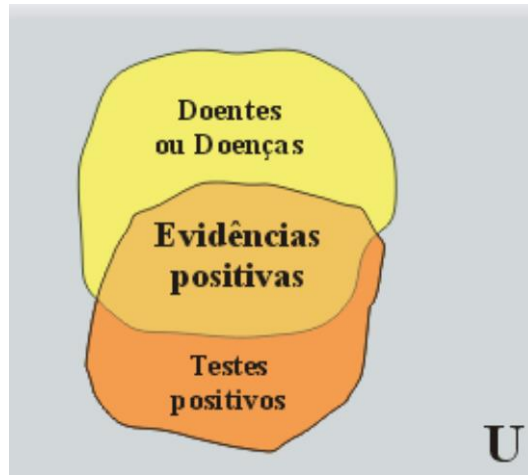 Doentes
ou Doenças
Evidências
positivas
Testes
positivos
U